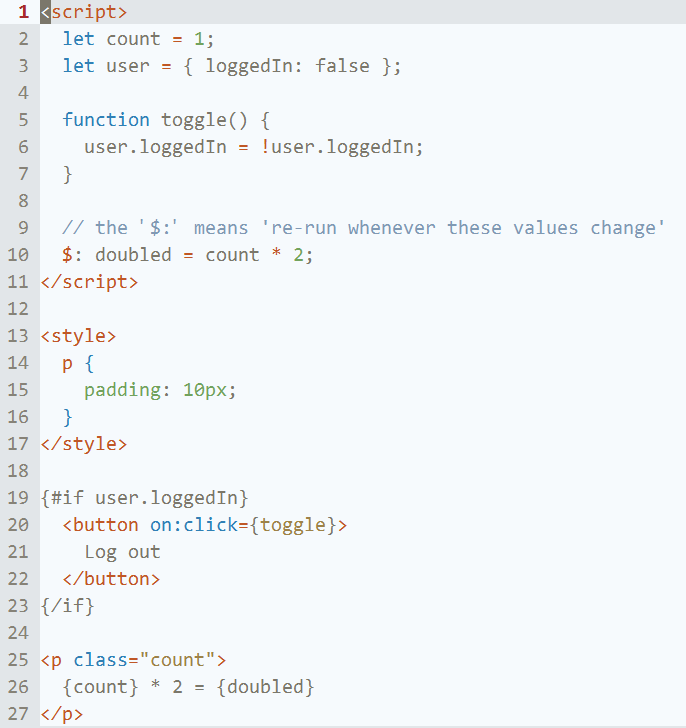 1 <script>
2   let count = 1;
3   let user = { loggedIn: false };
4
5   function toggle() {
6     user.loggedIn = !user.loggedIn;
7   }
8
9   // the '$:' means 're-run whenever these values change'
10   $: doubled = count * 2;
11 </script>
12
13 <style>
14   p {
15     padding: 10px;
16   }
17 </style>
18
19 {#if user.loggedIn}
20   <button on:click={toggle}>
21     Log out
22   </button>
23 {/if}
24
25 <p class="count">
26   {count} * 2 = {doubled}
27 </p>